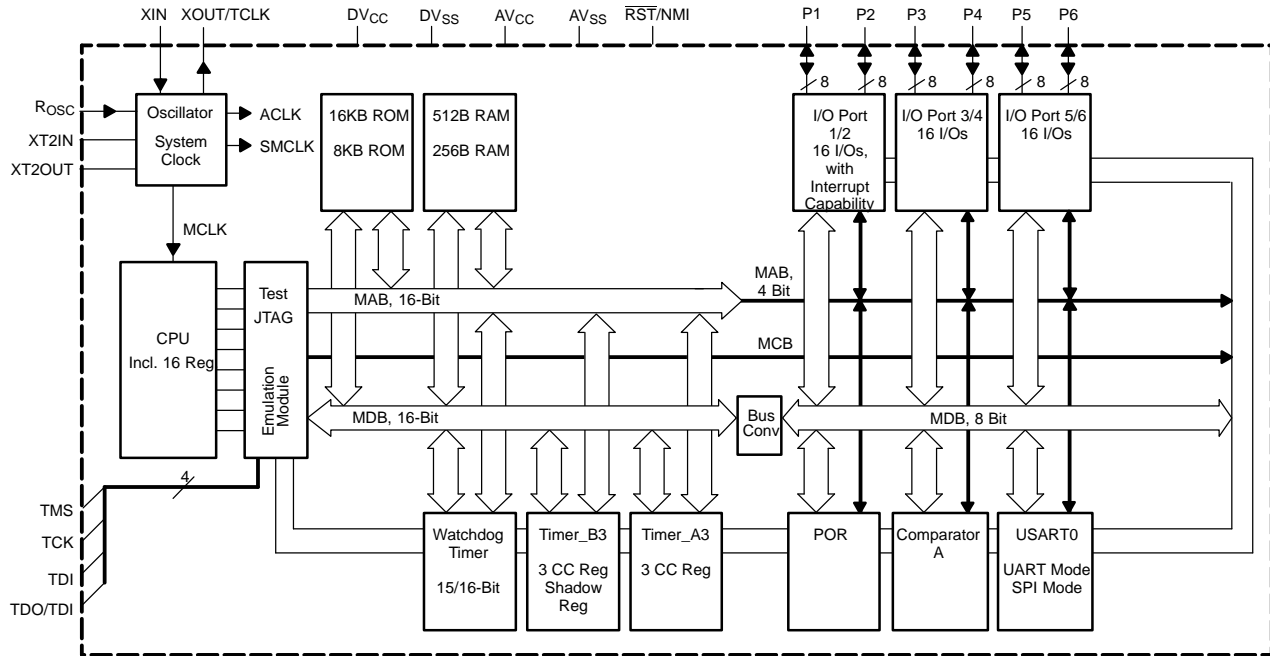 XIN
XOUT/TCLK
DVCC
DVSS
AVCC
AVSS
RST/NMI
P1
P2
P3
P4
P5
P6
8
8
8
8
8
8
ROSC
XT2IN
XT2OUT
Oscillator
System
Clock
ACLK
SMCLK
16KB ROM
8KB ROM
512B RAM
256B RAM
I/O Port
1/2
16 I/Os,
with
Interrupt
Capability
I/O Port 3/4
16 I/Os
I/O Port 5/6
16 I/Os
MCLK
CPU
Incl. 16 Reg
Test
JTAG
Emulation
Module
MAB, 16-Bit
MAB,
4 Bit
MCB
MDB, 16-Bit
Bus
Conv
MDB, 8 Bit
4
TMS
TCK
TDI
TDO/TDI
Watchdog
Timer
15/16-Bit
Timer_B3
3 CC Reg
Shadow
Reg
Timer_A3
3 CC Reg
POR
Comparator
A
USART0
UART Mode
SPI Mode